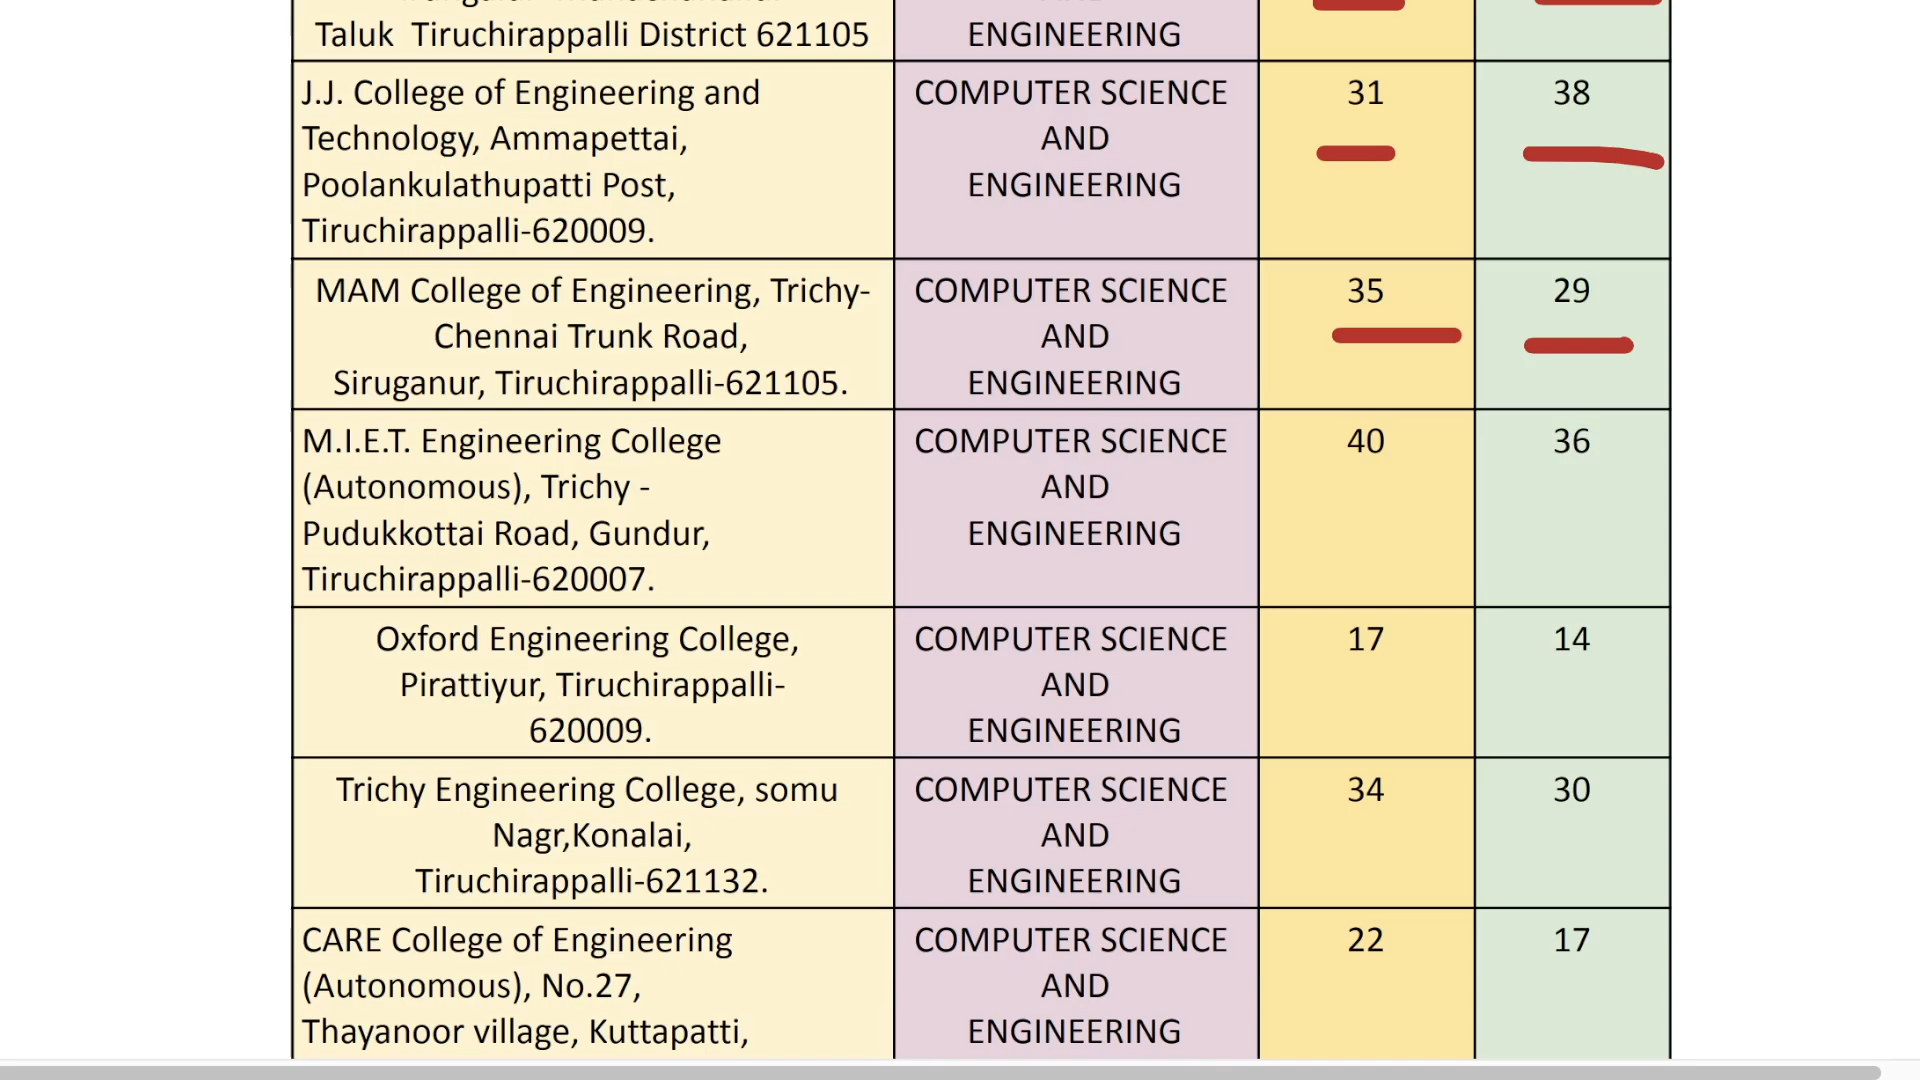 Taluk  Tiruchirappalli District 621105
ENGINEERING
J.J. College of Engineering and
Technology, Ammapettai,
Poolankulathupatti Post,
Tiruchirappalli-620009.
COMPUTER SCIENCE
AND
ENGINEERING
31
38
MAM College of Engineering, Trichy-
Chennai Trunk Road,
Siruganur, Tiruchirappalli-621105.
COMPUTER SCIENCE
AND
ENGINEERING
35
29
M.I.E.T. Engineering College
(Autonomous), Trichy -
Pudukkottai Road, Gundur,
Tiruchirappalli-620007.
COMPUTER SCIENCE
AND
ENGINEERING
40
36
Oxford Engineering College,
Pirattiyur, Tiruchirappalli-
620009.
COMPUTER SCIENCE
AND
ENGINEERING
17
14
Trichy Engineering College, somu
Nagr,Konalai,
Tiruchirappalli-621132.
COMPUTER SCIENCE
AND
ENGINEERING
34
30
CARE College of Engineering
(Autonomous), No.27,
Thayanoor village, Kuttapatti,
COMPUTER SCIENCE
AND
ENGINEERING
22
17